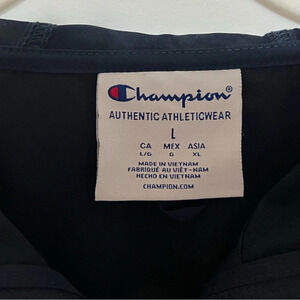 Champion®
AUTHENTIC ATHLETICWEAR
L
CA MEX ASIA
L/G G XL
MADE IN VIETNAM
FABRIQUÉ AU VIÊT-NAM
HECHO EN VIETNAM
CHAMPION.COM